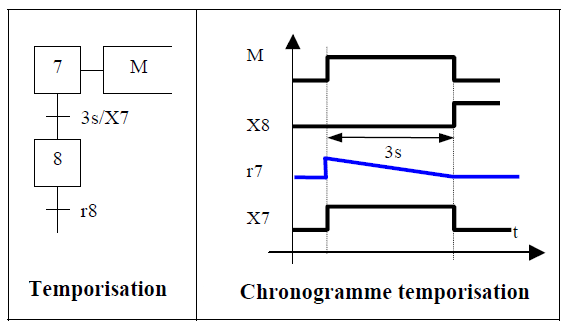 7
M
3s/X7
8
r8
Temporisation
M
X8
3s
r7
X7
t
Chronogramme temporisation